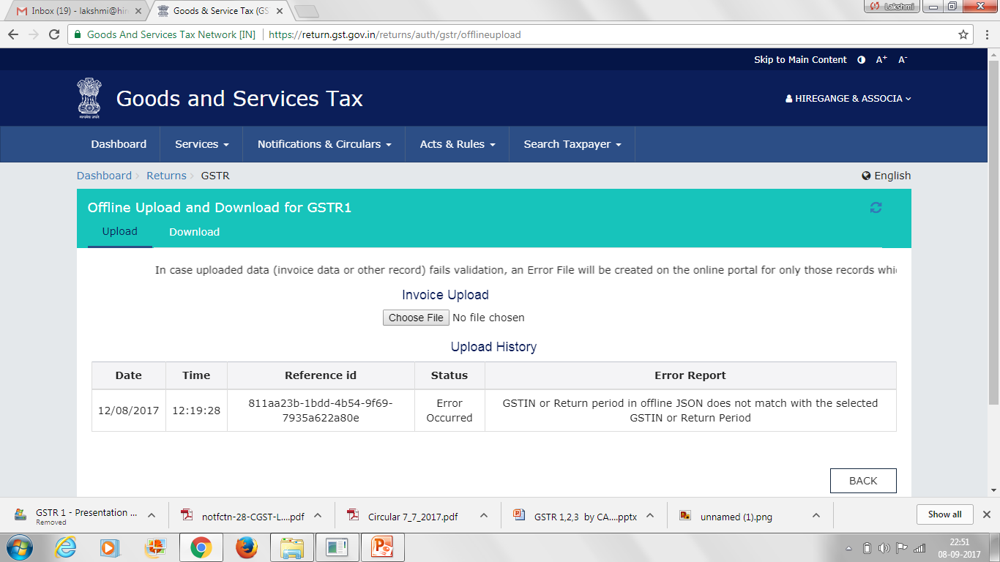 Inbox (19) - lakshmi@hir
Goods & Service Tax (GS
Lakshmi
Goods And Services Tax Network [IN]
https://return.gst.gov.in/returns/auth/gstr/offlineupload
Skip to Main Content
A+
A-
Goods and Services Tax
HIREGANGE & ASSOCIA
Dashboard
Services
Notifications & Circulars
Acts & Rules
Search Taxpayer
Dashboard
Returns
GSTR
English
Offline Upload and Download for GSTR1
Upload
Download
In case uploaded data (invoice data or other record) fails validation, an Error File will be created on the online portal for only those records whi
Invoice Upload
Choose File No file chosen
Upload History
Date
Time
Reference id
Status
Error Report
12/08/2017
12:19:28
811aa23b-1bdd-4b54-9f69-
7935a622a80e
Error
Occurred
GSTIN or Return period in offline JSON does not match with the selected
GSTIN or Return Period
BACK
GSTR 1 - Presentation ...
Removed
notfctn-28-CGST-L....pdf
Circular 7_7_2017.pdf
GSTR 1,2,3 by CA....pptx
unnamed (1).png
Show all
22:51
08-09-2017